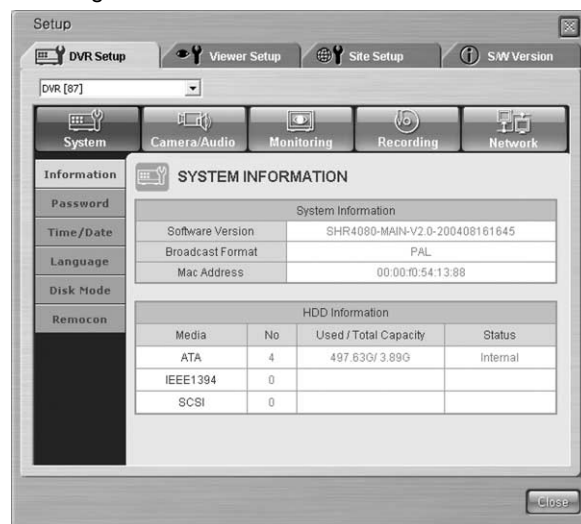 Setup
DVR Setup Viewer Setup Site Setup S/W Version
DVR [87]
System Camera/Audio Monitoring Recording Network
Information
Password
Time/Date
Language
Disk Mode
Remocon
SYSTEM INFORMATION
System Information
Software Version SHR4080-MAIN-V2.0-200408161645
Broadcast Format PAL
Mac Address 00:00:f0:54:13:88
HDD Information
Media No Used / Total Capacity Status
ATA 4 497.63G/ 3.89G Internal
IEEE1394 0
SCSI 0
Close